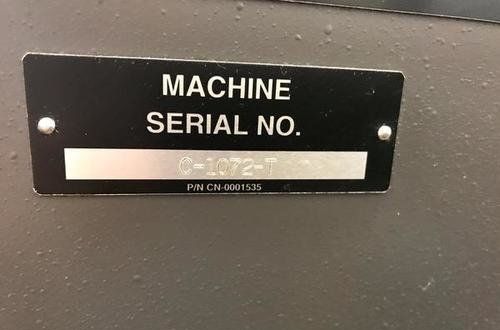 MACHINE
SERIAL NO.
C-1072-T
P/N CN-0001535